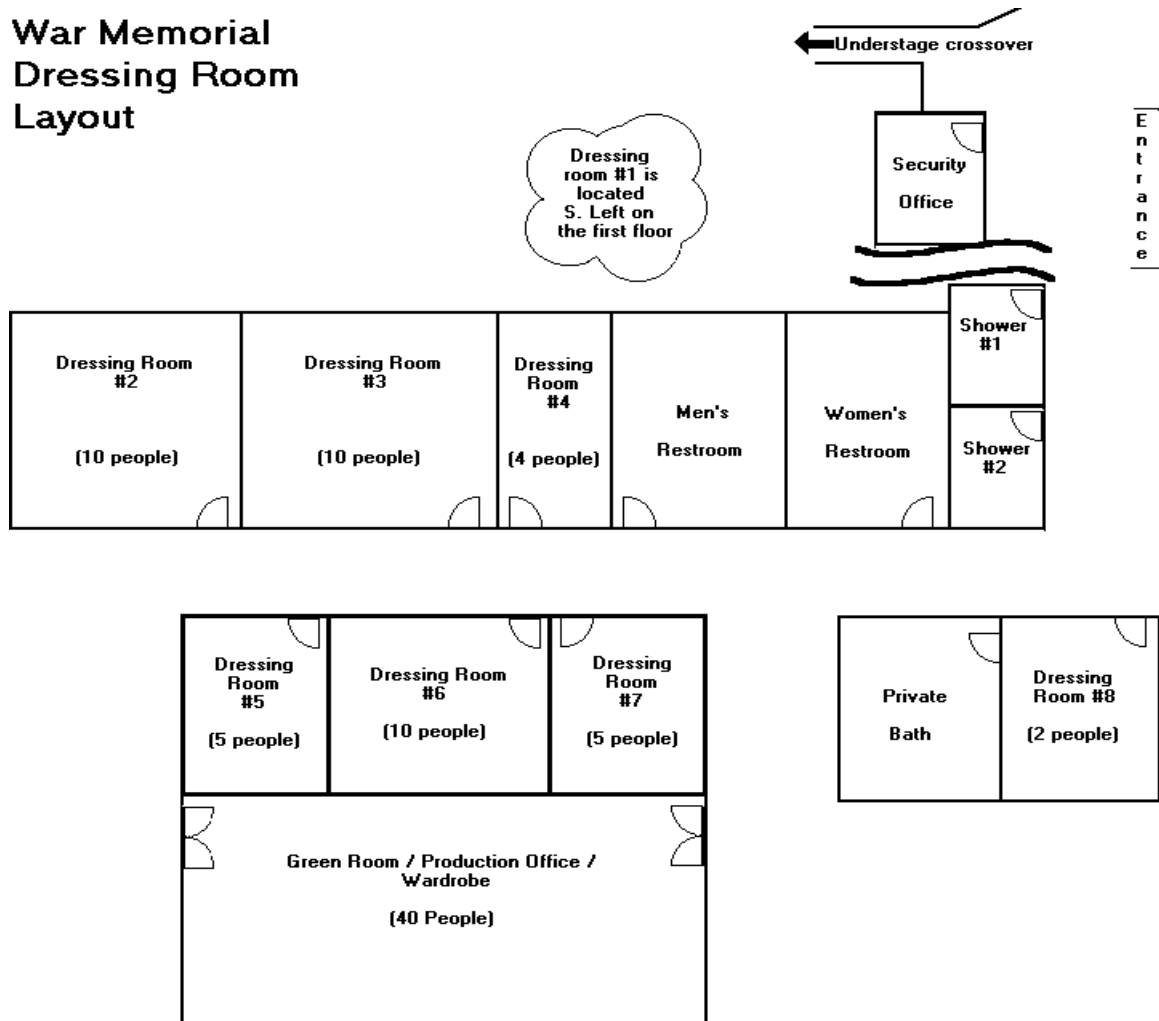 War Memorial
Dressing Room
Layout
Understage crossover
Entrance
Security
Office
Dressing
room #1 is
located
S. Left on
the first floor
Shower
#1
Dressing Room
#2
(10 people)
Dressing Room
#3
(10 people)
Dressing
Room
#4
(4 people)
Men's
Restroom
Women's
Restroom
Shower
#2
Dressing
Room
#5
(5 people)
Dressing Room
#6
(10 people)
Dressing
Room
#7
(5 people)
Private
Bath
Dressing
Room #8
(2 people)
Green Room / Production Office /
Wardrobe
(40 People)